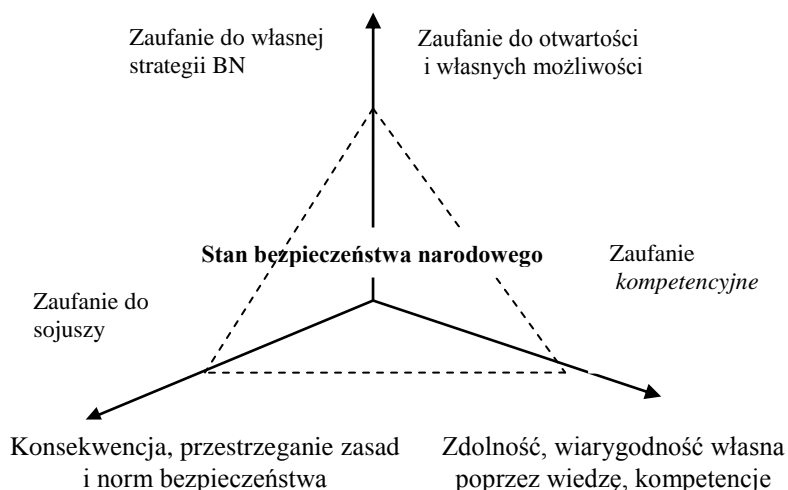 Zaufanie do własnej
strategii BN
Zaufanie do otwartości
i własnych możliwości
Stan bezpieczeństwa narodowego
Zaufanie
kompetencyjne
Zaufanie do
sojuszy
Konsekwencja, przestrzeganie zasad
i norm bezpieczeństwa
Zdolność, wiarygodność własna
poprzez wiedzę, kompetencje